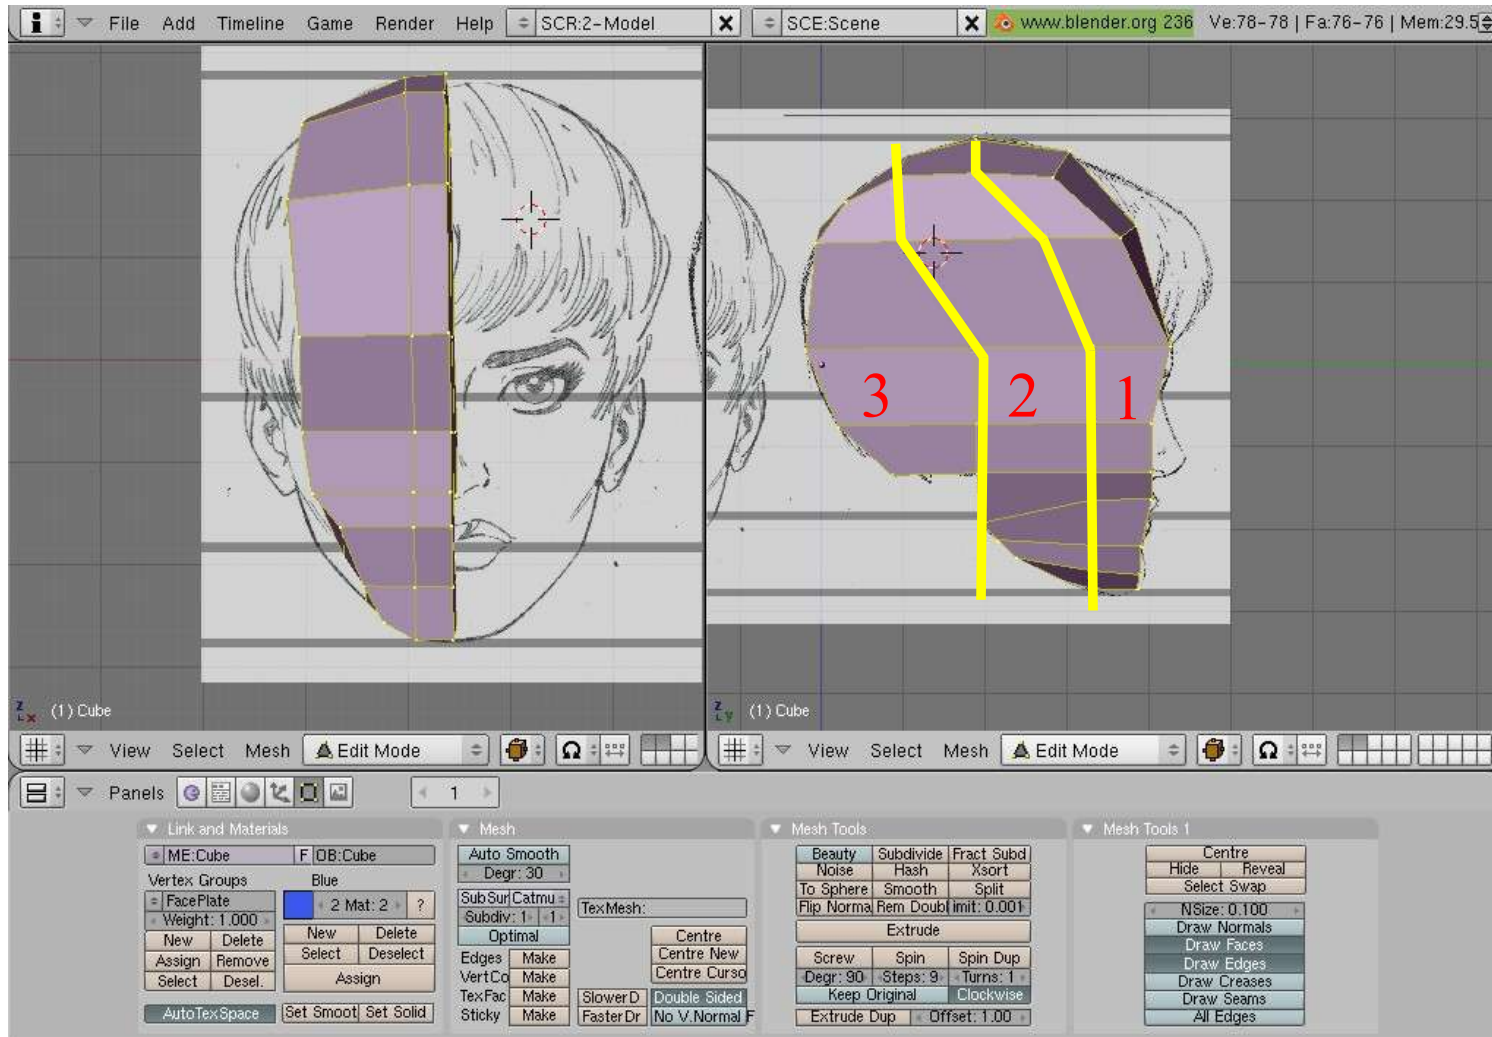 File Add Timeline Game Render Help SCR:2-Model SCE:Scene www.blender.org 236 Ve:78-78 | Fa:76-76 | Mem:29.5
3 2 1
z x (1) Cube
z y (1) Cube
View Select Mesh Edit Mode
View Select Mesh Edit Mode
Panels 1
Link and Materials
ME:Cube F OB:Cube
Vertex Groups Blue
FacePlate 2 Mat: 2 ?
Weight: 1.000
New Delete New Delete
Assign Remove Select Deselect
Select Desel. Assign
AutoTexSpace Set Smoot Set Solid
Mesh
Auto Smooth
Degr: 30
SubSur Catmu
Subdiv: 1 1
TexMesh:
Optimal Centre
Edges Make Centre New
VertCo Make Centre Curso
TexFac Make SlowerD Double Sided
Sticky Make FasterDr No V.Normal F
Mesh Tools
Beauty Subdivide Fract Subd
Noise Hash Xsort
To Sphere Smooth Split
Flip Norma Rem Doubl imit: 0.001
Extrude
Screw Spin Spin Dup
Degr: 90 Steps: 9 Turns: 1
Keep Original Clockwise
Extrude Dup Offset: 1.00
Mesh Tools 1
Centre
Hide Reveal
Select Swap
NSize: 0.100
Draw Normals
Draw Faces
Draw Edges
Draw Creases
Draw Seams
All Edges